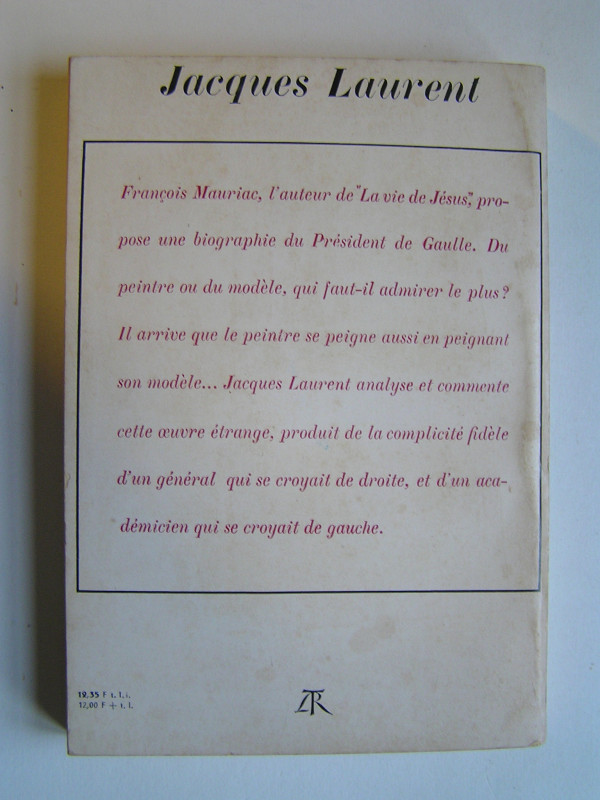 Jacques Laurent
François Mauriac, l'auteur de "La vie de Jésus", pro-
pose une biographie du Président de Gaulle. Du
peintre ou du modèle, qui faut-il admirer le plus ?
Il arrive que le peintre se peigne aussi en peignant
son modèle... Jacques Laurent analyse et commente
cette œuvre étrange, produit de la complicité fidèle
d'un général qui se croyait de droite, et d'un aca-
démicien qui se croyait de gauche.
12,35 F t. l. i.
12,00 F + t. l.
LTR